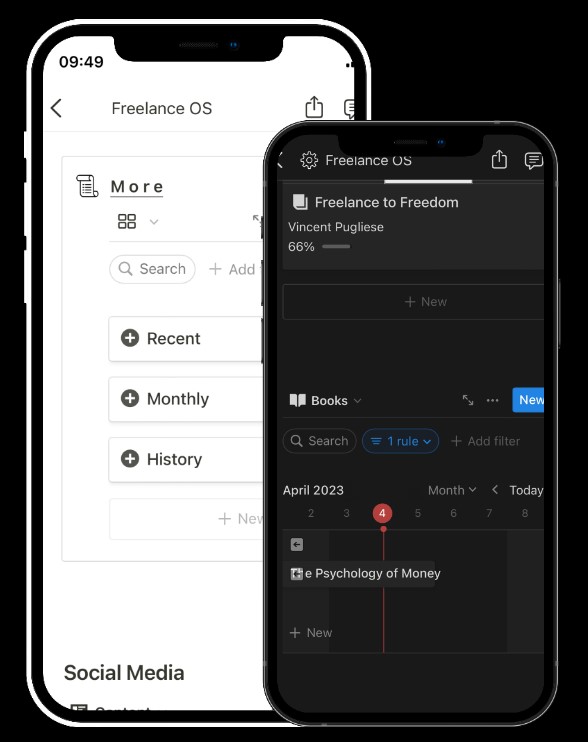 09:49
Freelance OS
More
Search + Add
Recent
Monthly
History
+ New
Social Media
Content
Freelance OS
Freelance to Freedom
Vincent Pugliese
66%
+ New
Books
New
Search 1 rule + Add filter
April 2023 Month Today
2 3 4 5 6 7 8
e Psychology of Money
+ New